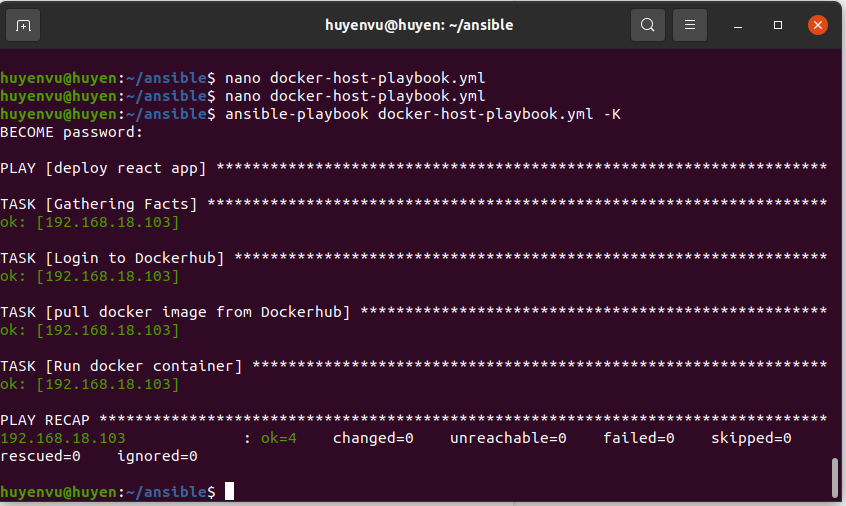 huyenvu@huyen: ~/ansible
huyenvu@huyen:~/ansible$ nano docker-host-playbook.yml
huyenvu@huyen:~/ansible$ nano docker-host-playbook.yml
huyenvu@huyen:~/ansible$ ansible-playbook docker-host-playbook.yml -K
BECOME password:
PLAY [deploy react app] ********************************************************************
TASK [Gathering Facts] *********************************************************************
ok: [192.168.18.103]
TASK [Login to Dockerhub] ******************************************************************
ok: [192.168.18.103]
TASK [pull docker image from Dockerhub] ****************************************************
ok: [192.168.18.103]
TASK [Run docker container] ****************************************************************
ok: [192.168.18.103]
PLAY RECAP *********************************************************************************
192.168.18.103             : ok=4    changed=0    unreachable=0    failed=0    skipped=0
rescued=0    ignored=0
huyenvu@huyen:~/ansible$